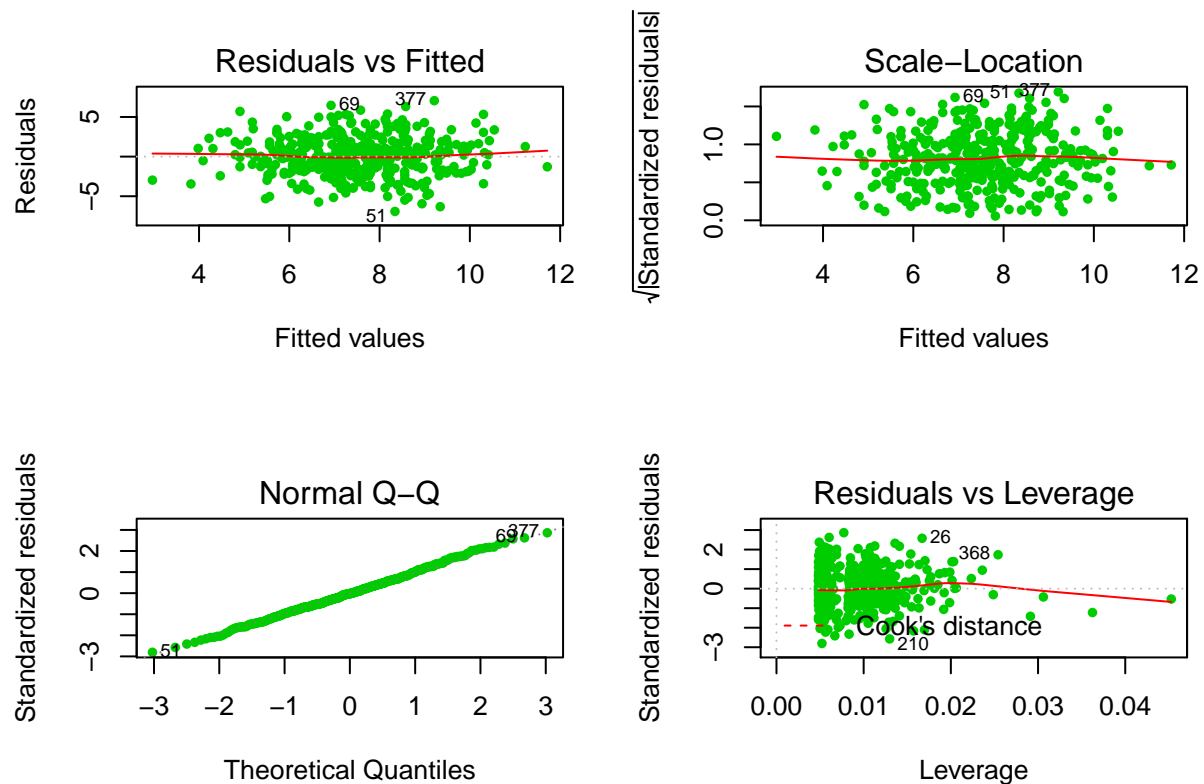 Residuals vs Fitted
Residuals
5
−5
69
377
51
4 6 8 10 12
Fitted values
Scale−Location
√|Standardized residuals|
1.0
0.0
69
51
377
4 6 8 10 12
Fitted values
Normal Q−Q
Standardized residuals
2
0
−3
377
69
51
−3 −2 −1 0 1 2 3
Theoretical Quantiles
Residuals vs Leverage
Standardized residuals
2
0
−3
26
368
Cook's distance
210
0.00 0.01 0.02 0.03 0.04
Leverage